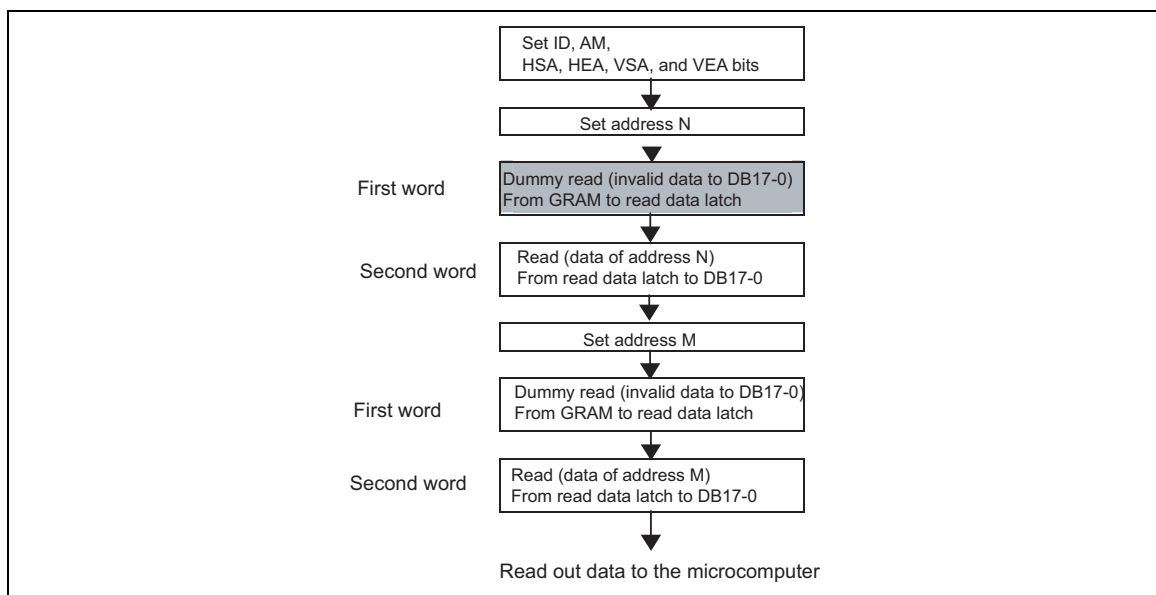 Set ID, AM,
HSA, HEA, VSA, and VEA bits
Set address N
First word
Dummy read (invalid data to DB17-0)
From GRAM to read data latch
Second word
Read (data of address N)
From read data latch to DB17-0
Set address M
First word
Dummy read (invalid data to DB17-0)
From GRAM to read data latch
Second word
Read (data of address M)
From read data latch to DB17-0
Read out data to the microcomputer